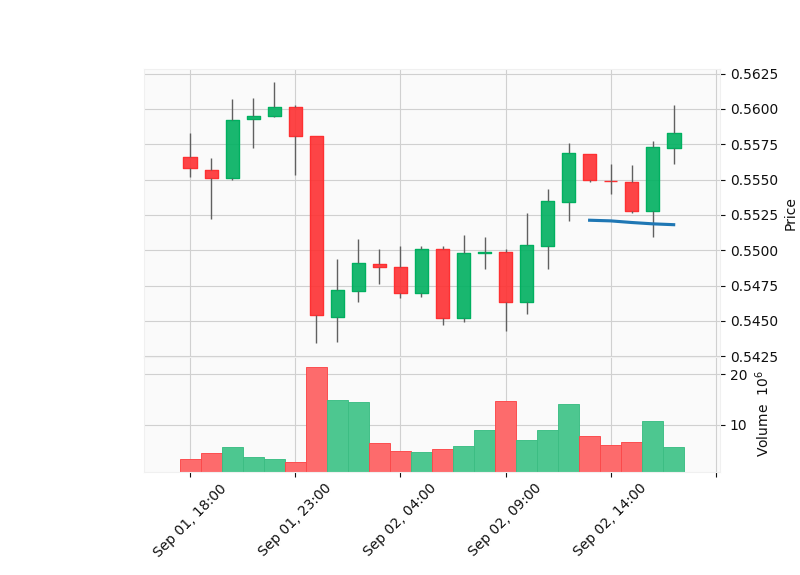 0.5625
0.5600
0.5575
0.5550
0.5525
0.5500
0.5475
0.5450
0.5425
Price
20
10
Volume 10⁶
Sep 01, 18:00
Sep 01, 23:00
Sep 02, 04:00
Sep 02, 09:00
Sep 02, 14:00